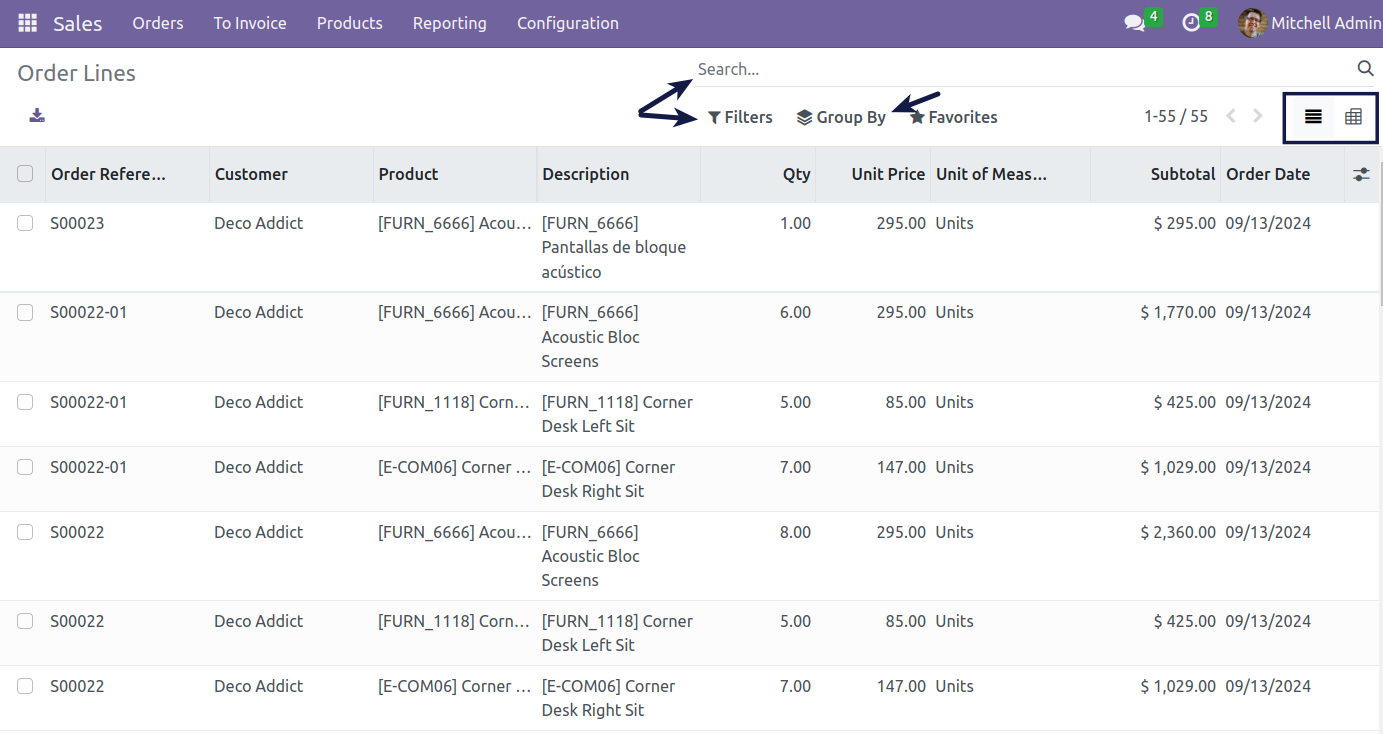 Sales Orders To Invoice Products Reporting Configuration 4 8 Mitchell Admin
Order Lines Search...
Filters Group By Favorites 1-55 / 55
Order Refere... Customer Product Description Qty Unit Price Unit of Meas... Subtotal Order Date
S00023 Deco Addict [FURN_6666] Acou... [FURN_6666] 1.00 295.00 Units $ 295.00 09/13/2024
Pantallas de bloque
acústico
S00022-01 Deco Addict [FURN_6666] Acou... [FURN_6666] 6.00 295.00 Units $ 1,770.00 09/13/2024
Acoustic Bloc
Screens
S00022-01 Deco Addict [FURN_1118] Corn... [FURN_1118] Corner 5.00 85.00 Units $ 425.00 09/13/2024
Desk Left Sit
S00022-01 Deco Addict [E-COM06] Corner ... [E-COM06] Corner 7.00 147.00 Units $ 1,029.00 09/13/2024
Desk Right Sit
S00022 Deco Addict [FURN_6666] Acou... [FURN_6666] 8.00 295.00 Units $ 2,360.00 09/13/2024
Acoustic Bloc
Screens
S00022 Deco Addict [FURN_1118] Corn... [FURN_1118] Corner 5.00 85.00 Units $ 425.00 09/13/2024
Desk Left Sit
S00022 Deco Addict [E-COM06] Corner ... [E-COM06] Corner 7.00 147.00 Units $ 1,029.00 09/13/2024
Desk Right Sit